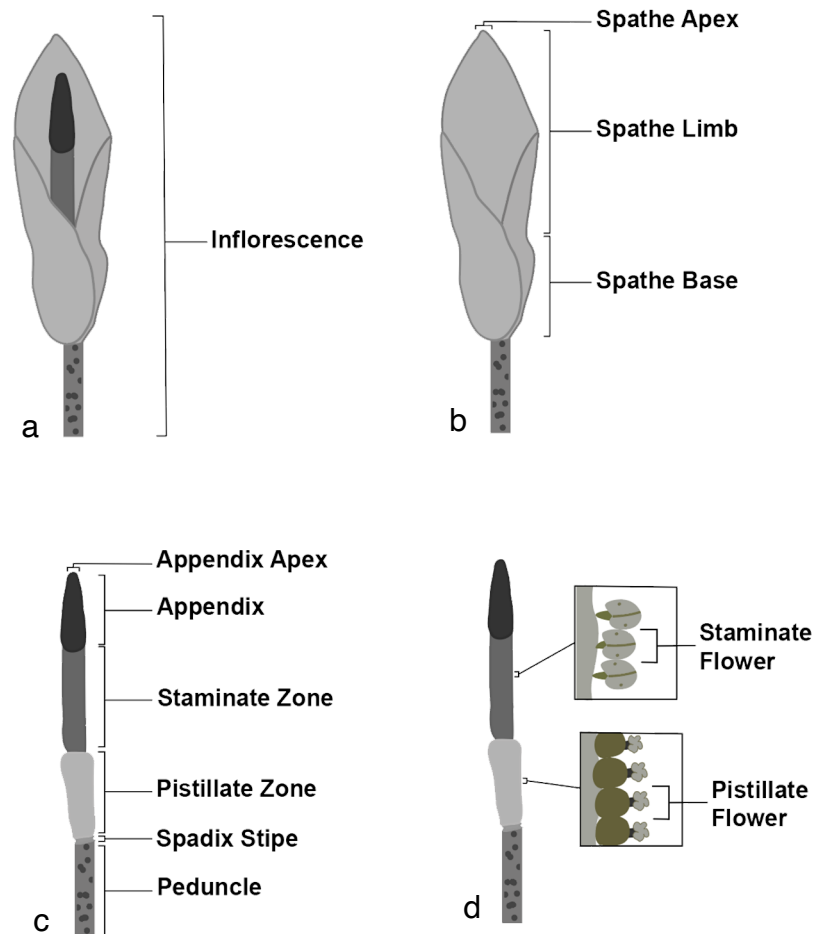 Inflorescence
a
Spathe Apex
Spathe Limb
Spathe Base
b
Appendix Apex
Appendix
Staminate Zone
Pistillate Zone
Spadix Stipe
Peduncle
c
Staminate
Flower
Pistillate
Flower
d